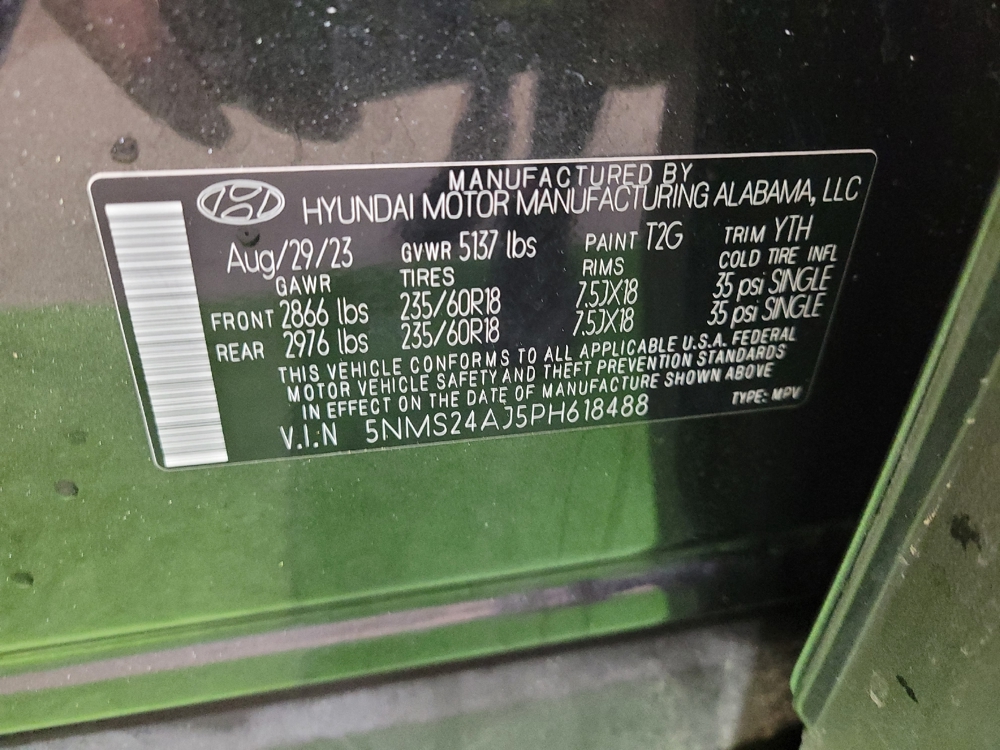 MANUFACTURED BY
HYUNDAI MOTOR MANUFACTURING ALABAMA, LLC
Aug/29/23 GVWR 5137 lbs PAINT T2G TRIM YTH
GAWR TIRES RIMS COLD TIRE INFL
FRONT 2866 lbs 235/60R18 7.5JX18 35 psi SINGLE
REAR 2976 lbs 235/60R18 7.5JX18 35 psi SINGLE
THIS VEHICLE CONFORMS TO ALL APPLICABLE U.S.A. FEDERAL
MOTOR VEHICLE SAFETY AND THEFT PREVENTION STANDARDS
IN EFFECT ON THE DATE OF MANUFACTURE SHOWN ABOVE
V.I.N 5NMS24AJ5PH618488 TYPE: MPV